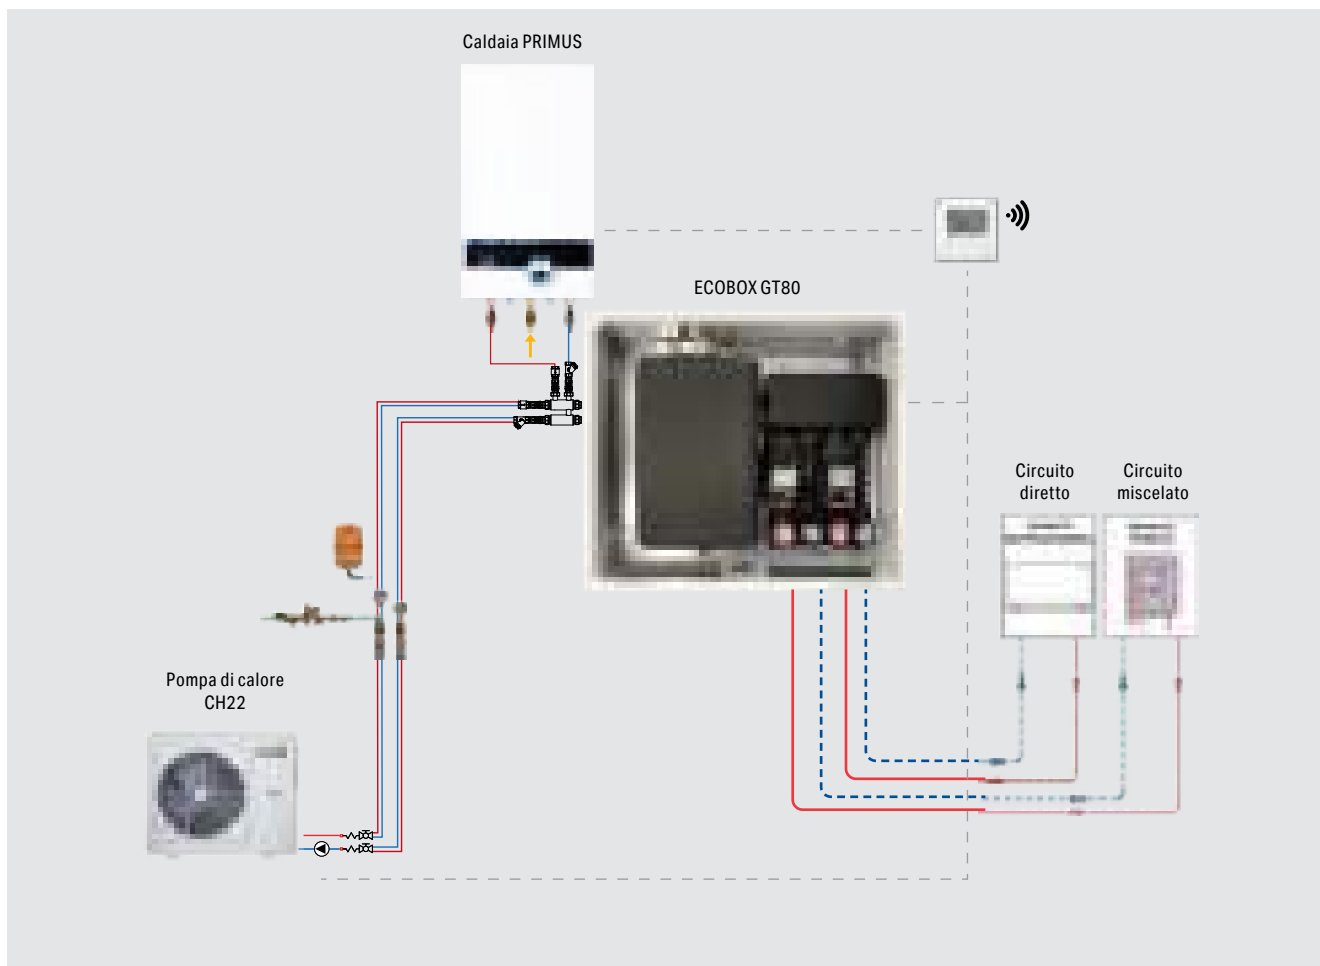 Caldaia PRIMUS
ECOBOX GT80
Circuito
diretto
Circuito
miscelato
Pompa di calore
CH22